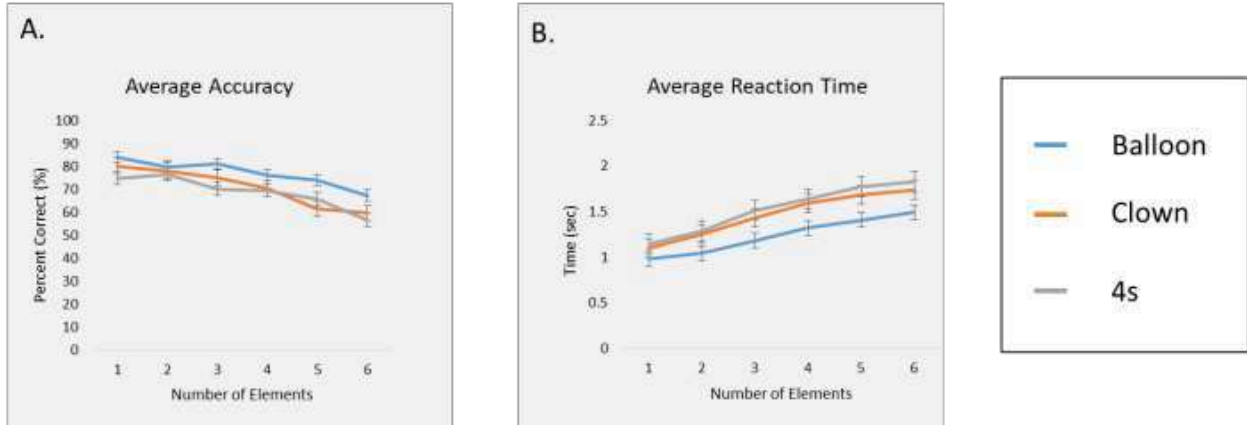 A.
Average Accuracy
100
90
80
70
60
50
40
30
20
10
0
Percent Correct (%)
1 2 3 4 5 6
Number of Elements
B.
Average Reaction Time
2.5
2
1.5
1
0.5
0
Time (sec)
1 2 3 4 5 6
Number of Elements
Balloon
Clown
4s